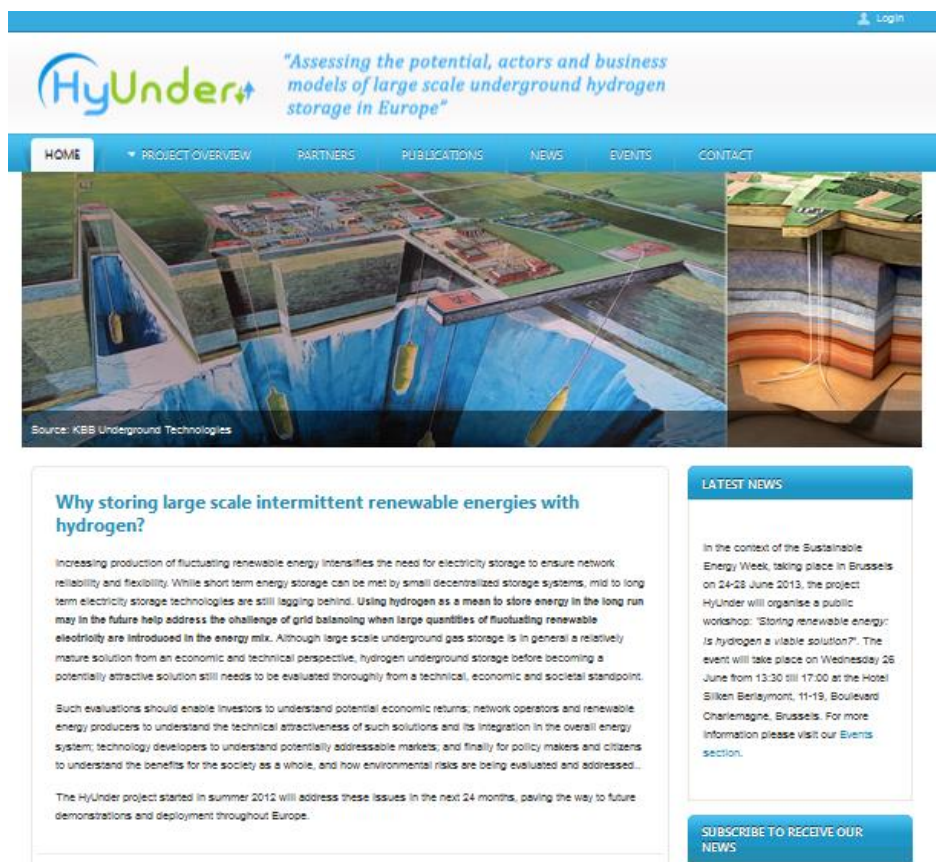 Login
HyUnder
"Assessing the potential, actors and business
models of large scale underground hydrogen
storage in Europe"
HOME
PROJECT OVERVIEW
PARTNERS
PUBLICATIONS
NEWS
EVENTS
CONTACT
Source: KBB Underground Technologies
Why storing large scale intermittent renewable energies with
hydrogen?
Increasing production of fluctuating renewable energy intensifies the need for electricity storage to ensure network
reliability and flexibility. While short term energy storage can be met by small decentralized storage systems, mid to long
term electricity storage technologies are still lagging behind. Using hydrogen as a mean to store energy in the long run
may in the future help address the challenge of grid balancing when large quantities of fluctuating renewable
electricity are introduced in the energy mix. Although large scale underground gas storage is in general a relatively
mature solution from an economic and technical perspective, hydrogen underground storage before becoming a
potentially attractive solution still needs to be evaluated thoroughly from a technical, economic and societal standpoint.
Such evaluations should enable investors to understand potential economic returns; network operators and renewable
energy producers to understand the technical attractiveness of such solutions and its integration in the overall energy
system; technology developers to understand potentially addressable markets; and finally for policy makers and citizens
to understand the benefits for the society as a whole, and how environmental risks are being evaluated and addressed..
The HyUnder project started in summer 2012 will address these issues in the next 24 months, paving the way to future
demonstrations and deployment throughout Europe.
LATEST NEWS
In the context of the Sustainable
Energy Week, taking place in Brussels
on 24-28 June 2013, the project
HyUnder will organise a public
workshop: "Storing renewable energy:
Is hydrogen a viable solution?". The
event will take place on Wednesday 26
June from 13:30 till 17:00 at the Hotel
Silken Berlaymont, 11-19, Boulevard
Charlemagne, Brussels. For more
information please visit our Events
section.
SUBSCRIBE TO RECEIVE OUR
NEWS